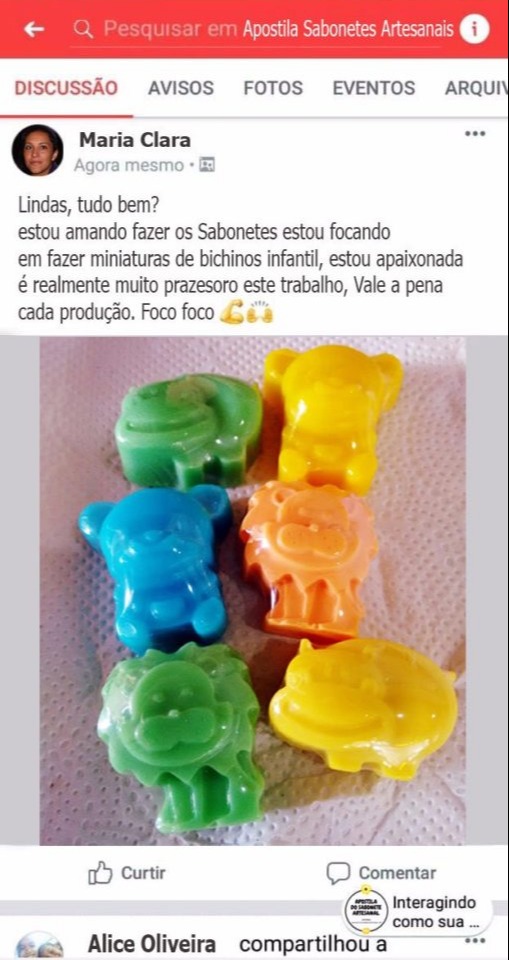 Pesquisar em Apostila Sabonetes Artesanais i
DISCUSSÃO AVISOS FOTOS EVENTOS ARQUIV
Maria Clara
Agora mesmo •
Lindas, tudo bem?
estou amando fazer os Sabonetes estou focando
em fazer miniaturas de bichinos infantil, estou apaixonada
é realmente muito prazesoro este trabalho, Vale a pena
cada produção. Foco foco 💪🙌
Curtir Comentar
APOSTILA
DO SABONETE
ARTESANAL
Interagindo
como sua ...
Alice Oliveira compartilhou a